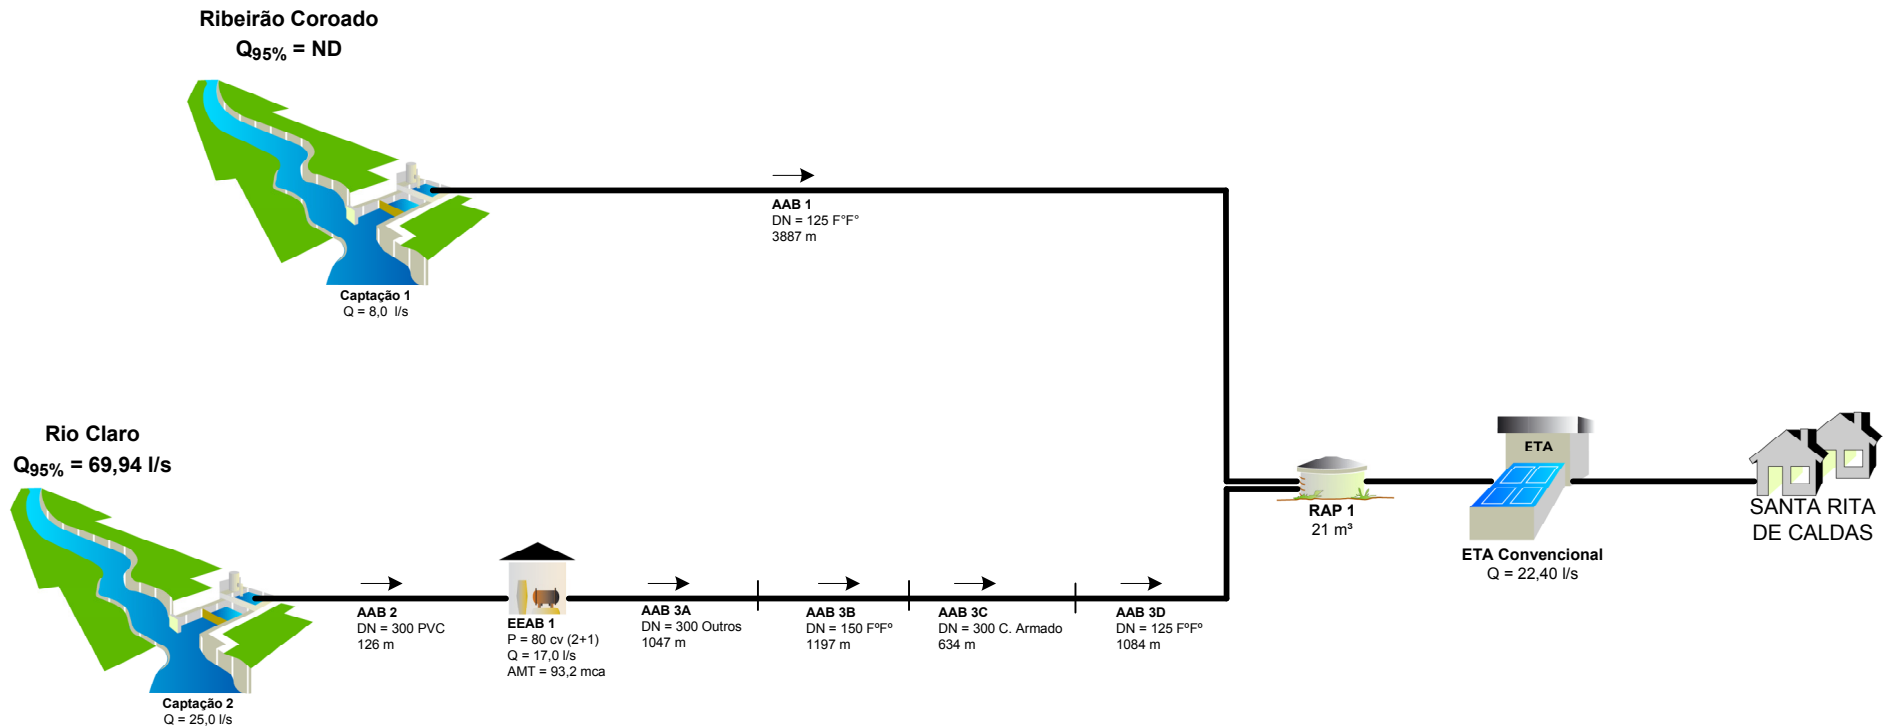 Ribeirão Coroado
Q95% = ND
AAB 1
DN = 125 F°F°
3887 m
Captação 1
Q = 8,0 l/s
Rio Claro
Q95% = 69,94 l/s
AAB 2
DN = 300 PVC
126 m
EEAB 1
P = 80 cv (2+1)
Q = 17,0 l/s
AMT = 93,2 mca
AAB 3A
DN = 300 Outros
1047 m
AAB 3B
DN = 150 FºFº
1197 m
AAB 3C
DN = 300 C. Armado
634 m
AAB 3D
DN = 125 FºFº
1084 m
Captação 2
Q = 25,0 l/s
RAP 1
21 m³
ETA
ETA Convencional
Q = 22,40 l/s
SANTA RITA
DE CALDAS